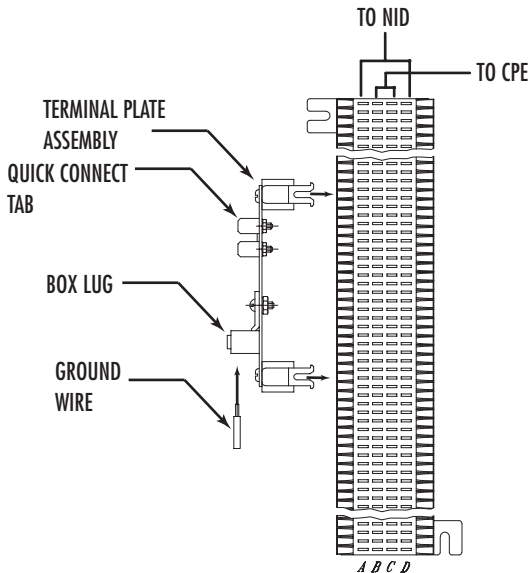 TO NID
TO CPE
TERMINAL PLATE
ASSEMBLY
QUICK CONNECT
TAB
BOX LUG
GROUND
WIRE
A B C D